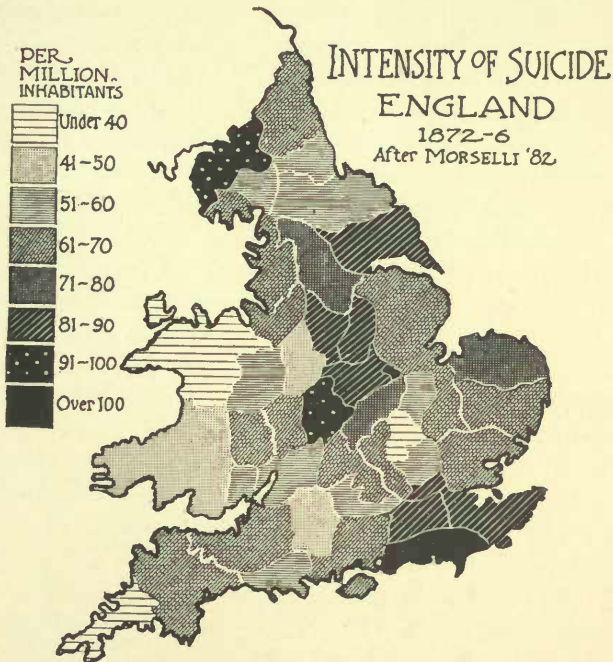 PER
MILLION
INHABITANTS
Under 40
41-50
51-60
61-70
71-80
81-90
91-100
Over 100
INTENSITY OF SUICIDE
ENGLAND
1872-6
After MORSELLI '82